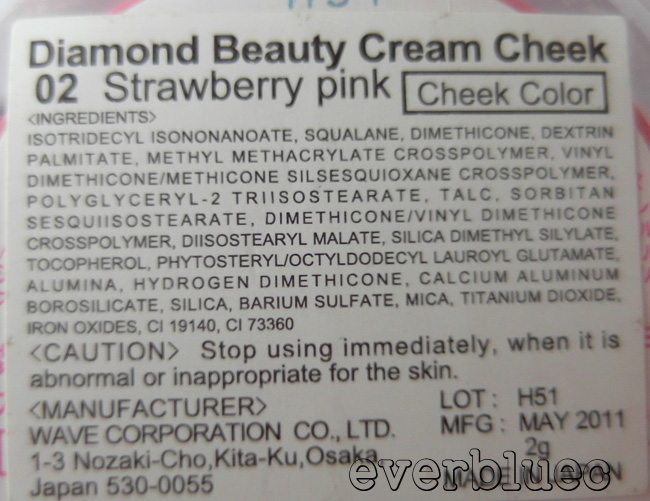 Diamond Beauty Cream Cheek
02 Strawberry pink Cheek Color
<INGREDIENTS>
ISOTRIDECYL ISONONANOATE, SQUALANE, DIMETHICONE, DEXTRIN
PALMITATE, METHYL METHACRYLATE CROSSPOLYMER, VINYL
DIMETHICONE/METHICONE SILSESQUIOXANE CROSSPOLYMER,
POLYGLYCERYL-2 TRIISOSTEARATE, TALC, SORBITAN
SESQUIISOSTEARATE, DIMETHICONE/VINYL DIMETHICONE
CROSSPOLYMER, DIISOSTEARYL MALATE, SILICA DIMETHYL SILYLATE,
TOCOPHEROL, PHYTOSTERYL/OCTYLDODECYL LAUROYL GLUTAMATE,
ALUMINA, HYDROGEN DIMETHICONE, CALCIUM ALUMINUM
BOROSILICATE, SILICA, BARIUM SULFATE, MICA, TITANIUM DIOXIDE,
IRON OXIDES, CI 19140, CI 73360
<CAUTION> Stop using immediately, when it is
abnormal or inappropriate for the skin.
<MANUFACTURER>
WAVE CORPORATION CO., LTD.
1-3 Nozaki-Cho,Kita-Ku,Osaka,
Japan 530-0055
LOT : H51
MFG : MAY 2011
2g
MADE IN JAPAN
everbluec